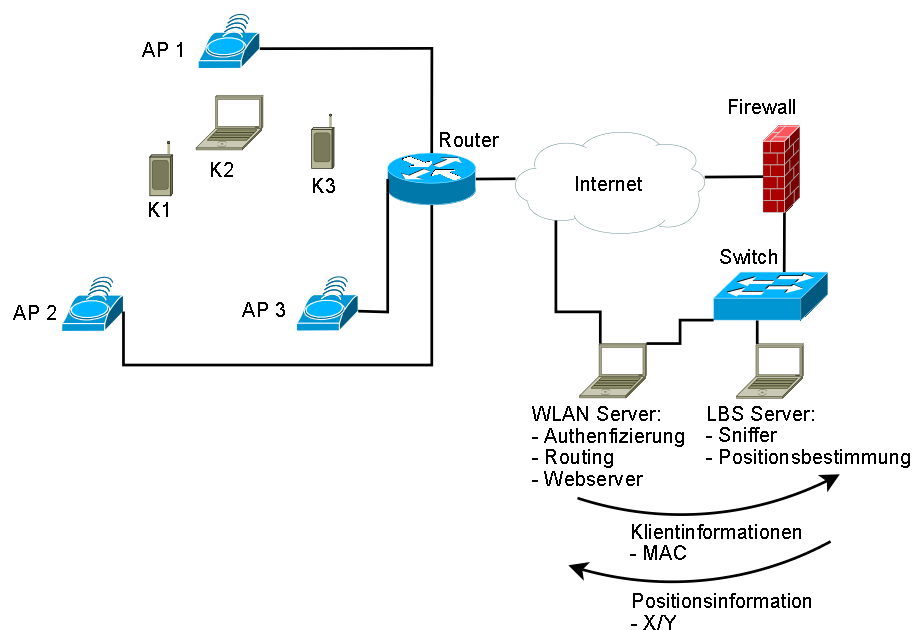 AP 1
Firewall
Router
K2
K3
K1
Internet
Switch
AP 2
AP 3
WLAN Server:
- Authenfizierung
- Routing
- Webserver
LBS Server:
- Sniffer
- Positionsbestimmung
Klientinformationen
- MAC
Positionsinformation
- X/Y